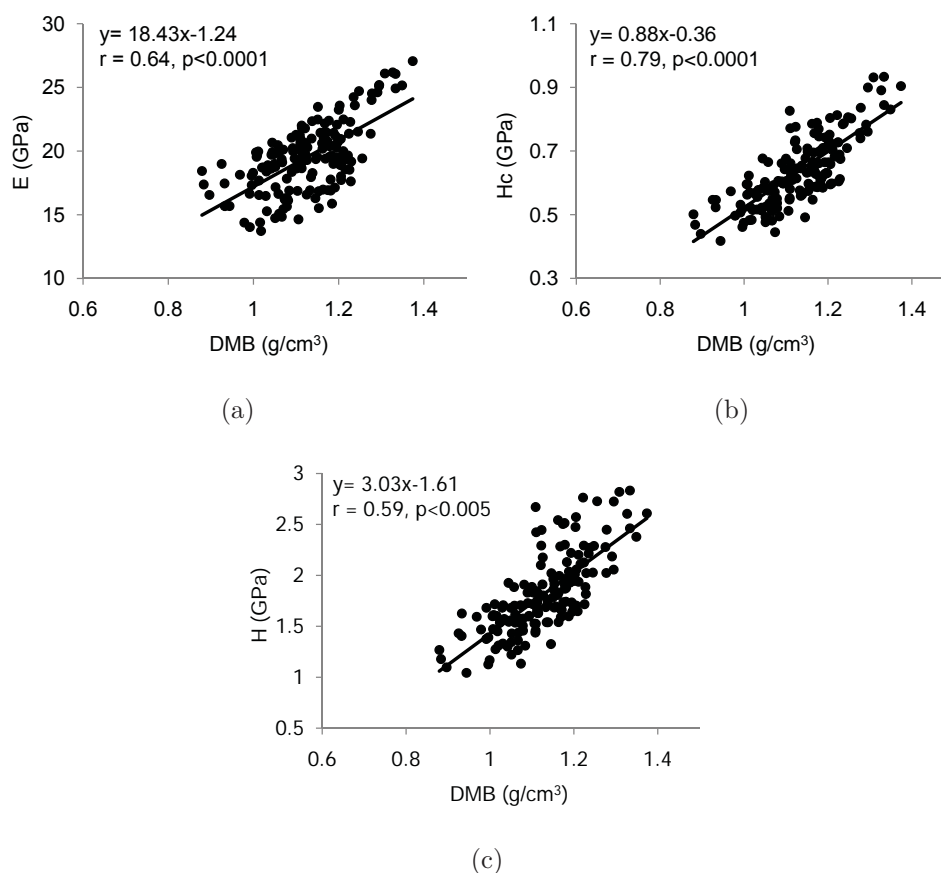 y= 18.43x-1.24
r = 0.64, p<0.0001
30
25
20
15
10
E (GPa)
0.6 0.8 1 1.2 1.4
DMB (g/cm³)
(a)
y= 0.88x-0.36
r = 0.79, p<0.0001
1.1
0.9
0.7
0.5
0.3
Hc (GPa)
0.6 0.8 1 1.2 1.4
DMB (g/cm³)
(b)
y= 3.03x-1.61
r = 0.59, p<0.005
3
2.5
2
1.5
1
0.5
H (GPa)
0.6 0.8 1 1.2 1.4
DMB (g/cm³)
(c)